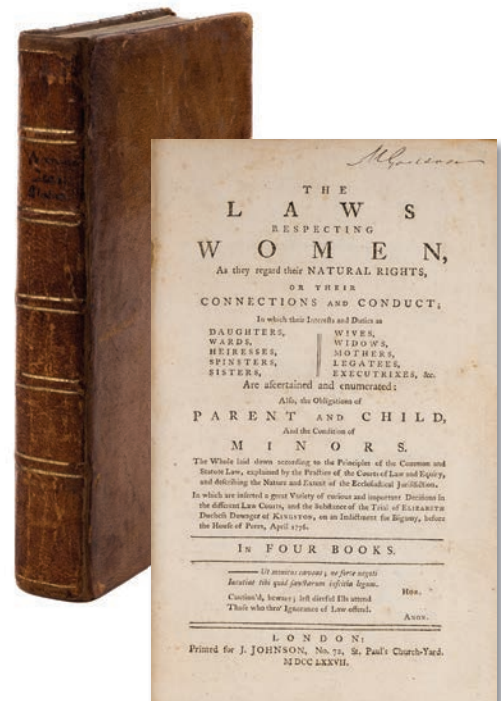 THE
LAWS
RESPECTING
WOMEN,
As they regard their NATURAL RIGHTS,
OR THEIR
CONNECTIONS AND CONDUCT;
In which their Interests and Duties as
DAUGHTERS,
WARDS,
HEIRESSES,
SPINSTERS,
SISTERS,
WIVES,
WIDOWS,
MOTHERS,
LEGATEES,
EXECUTRIXES, &c.
Are ascertained and enumerated:
Also, the Obligations of
PARENT AND CHILD,
And the Condition of
MINORS.
The Whole laid down according to the Principles of the Common and
Statute Law, explained by the Practice of the Courts of Law and Equity,
and describing the Nature and Extent of the Ecclesiastical Jurisdiction.
In which are inserted a great Variety of curious and important Decisions in
the different Law Courts, and the Substance of the Trial of ELIZABETH
Duchess Dowager of KINGSTON, on an Indictment for Bigamy, before
the House of Peers, April 1776.
IN FOUR BOOKS.
—— Ut monitus caveas; ne forte negoti
Incutiat tibi quid sanctarum inscitia legum.
HOR.
Caution'd, beware; lest direful Ills attend
Those who thro' Ignorance of Law offend.
ANON.
LONDON:
Printed for J. JOHNSON, No. 72, St. Paul's Church-Yard.
M DCC LXXVII.